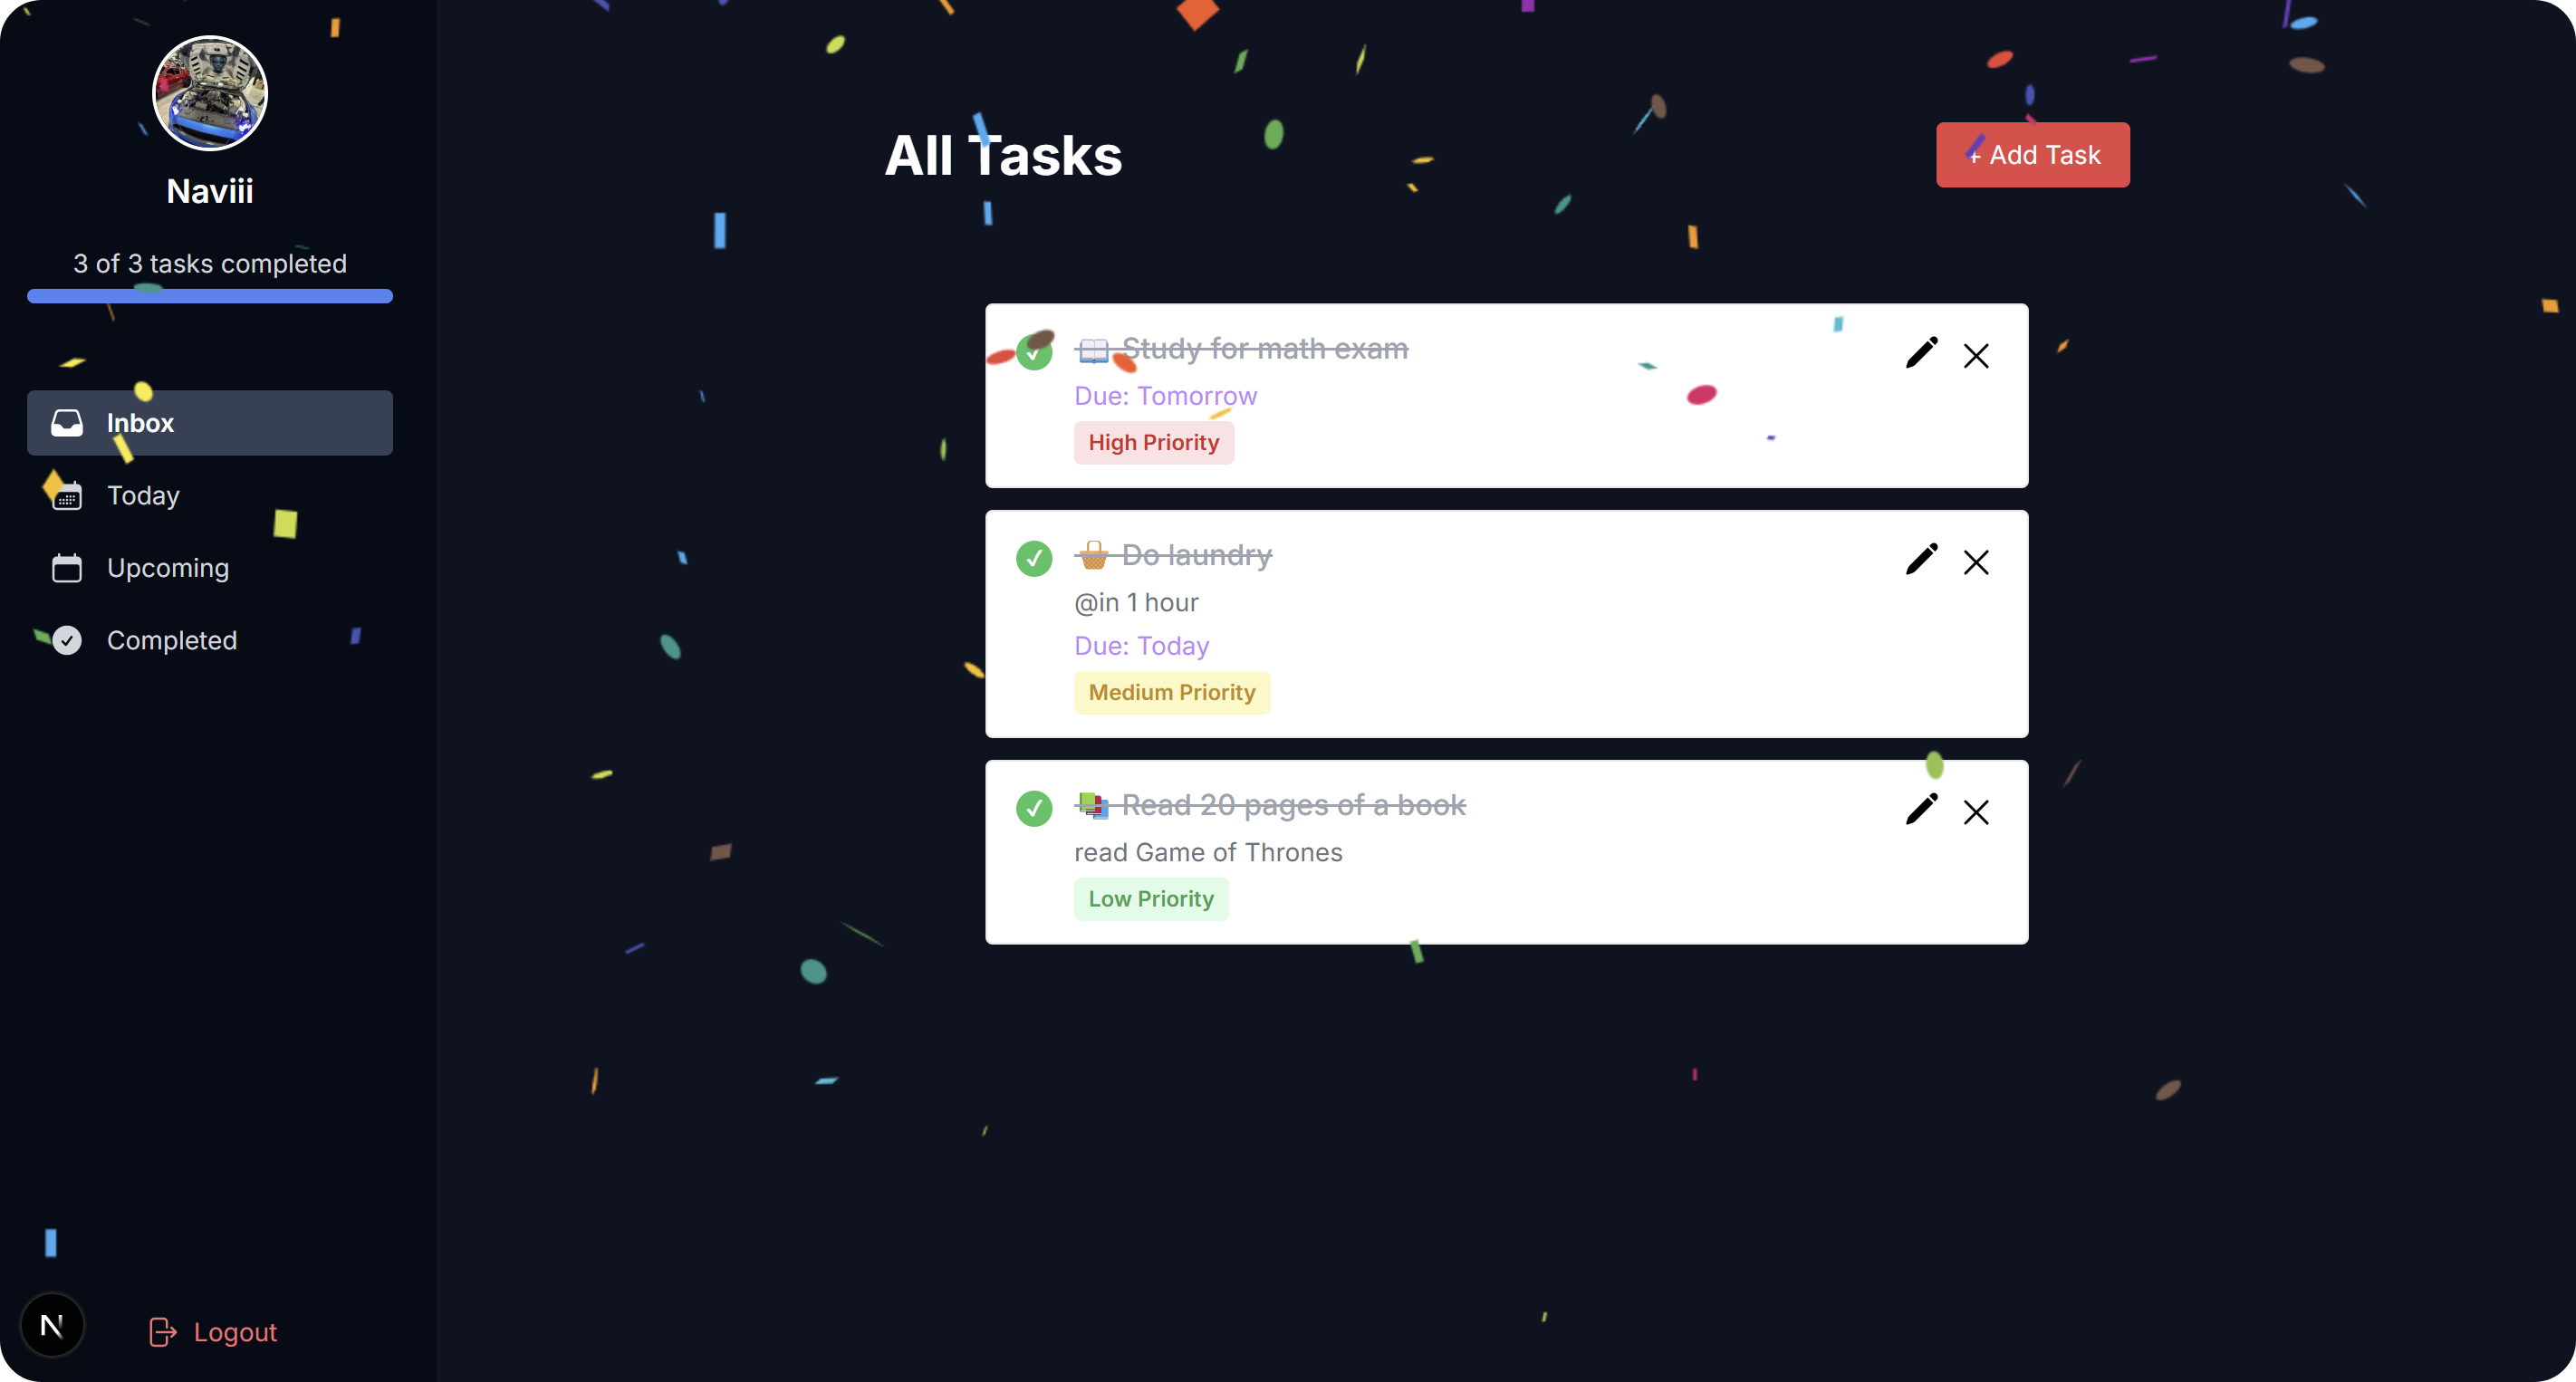 Naviii
3 of 3 tasks completed
Inbox
Today
Upcoming
Completed
N
Logout
All Tasks
+ Add Task
📖 Study for math exam
Due: Tomorrow
High Priority
🧺 Do laundry
@in 1 hour
Due: Today
Medium Priority
📚 Read 20 pages of a book
read Game of Thrones
Low Priority